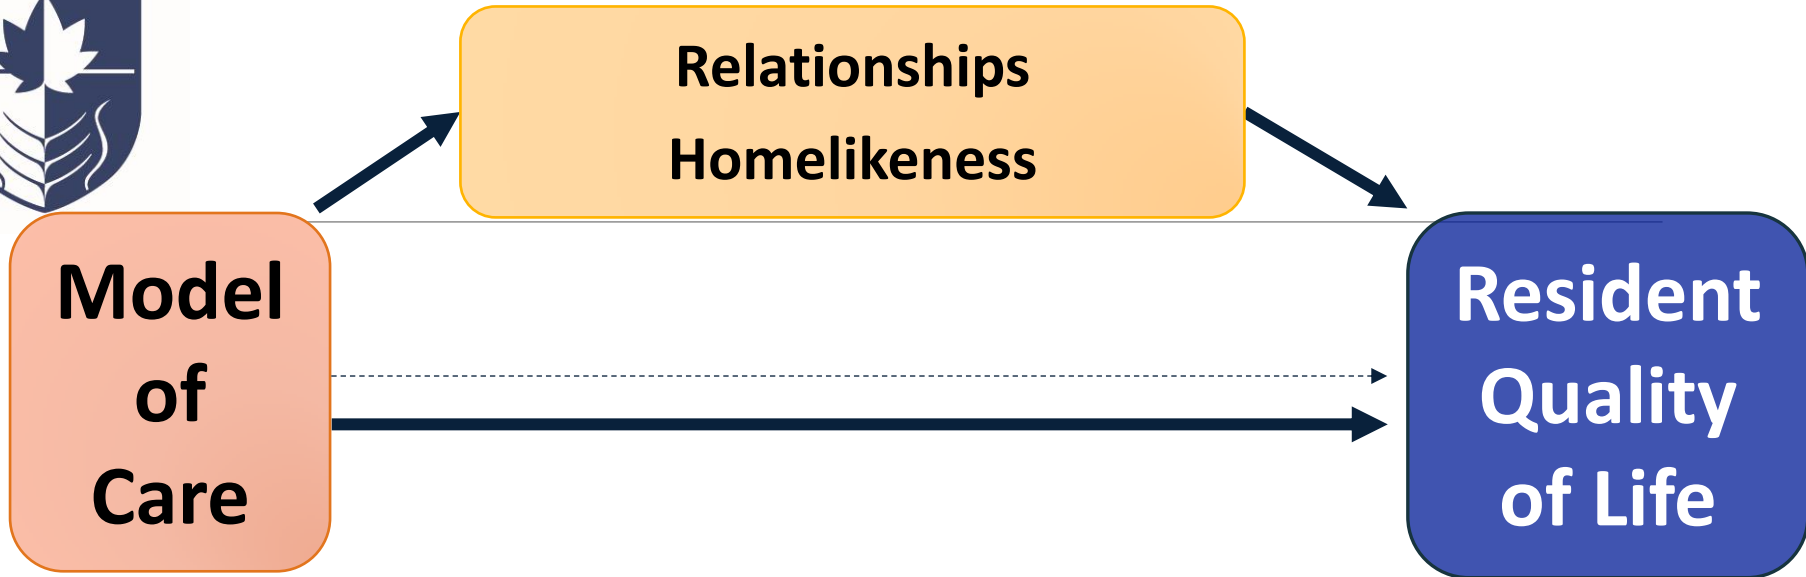 Relationships
Homelikeness
Model
of
Care
Resident
Quality
of Life